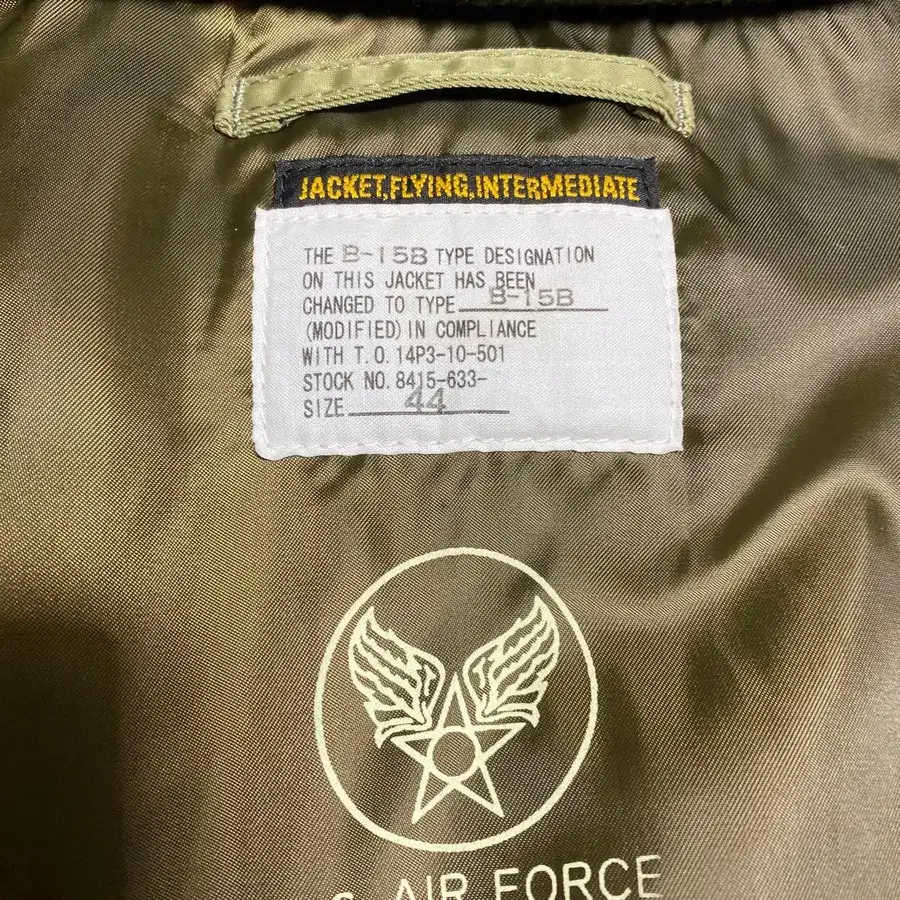 JACKET,FLYING,INTERMEDIATE
THE B-15B TYPE DESIGNATION
ON THIS JACKET HAS BEEN
CHANGED TO TYPE B-15B
(MODIFIED) IN COMPLIANCE
WITH T.O. 14P3-10-501
STOCK NO. 8415-633-
SIZE 44
AIR FORCE